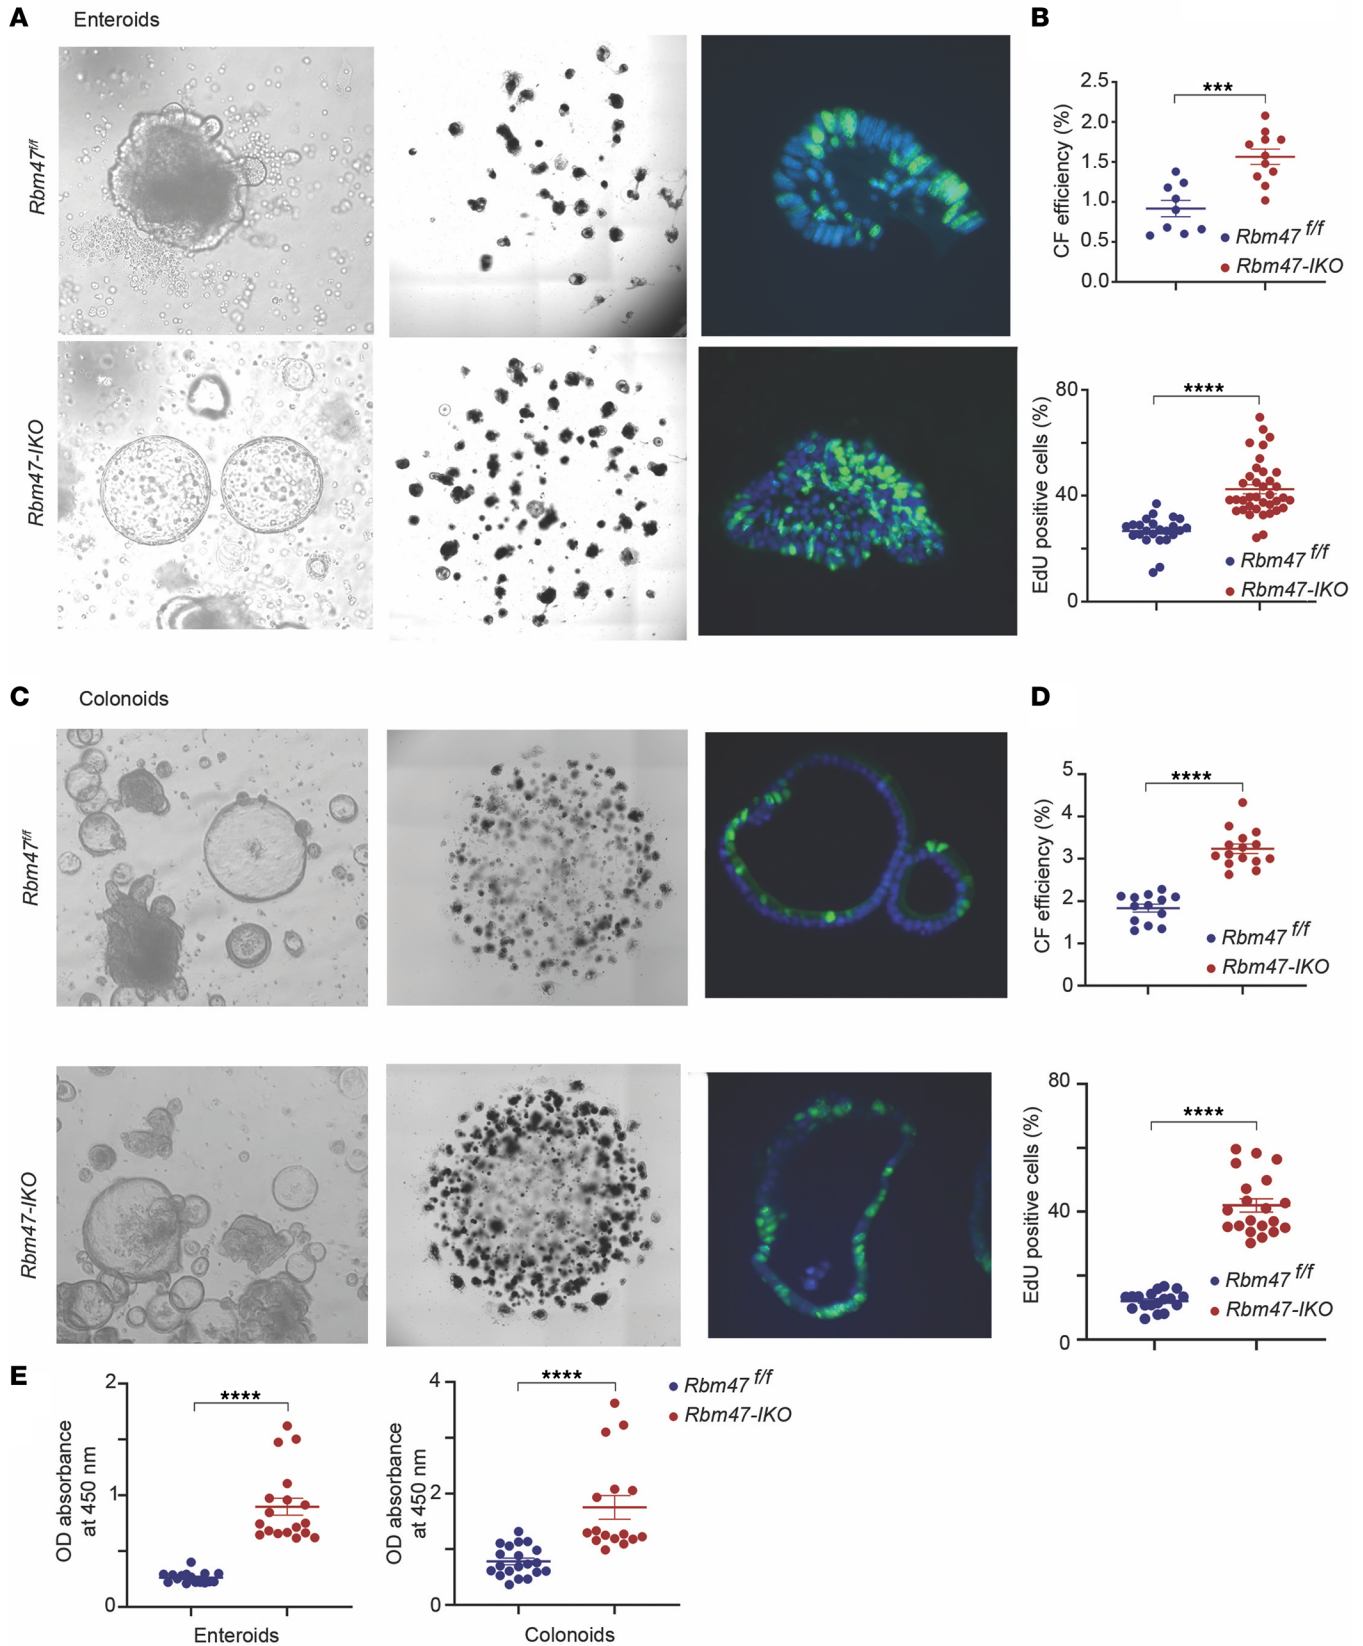 A Enteroids
Rbm47f/f
Rbm47-IKO
B
CF efficiency (%)
2.5
2.0
1.5
1.0
0.5
0.0
***
Rbm47 f/f
Rbm47-IKO
EdU positive cells (%)
80
40
0
****
Rbm47 f/f
Rbm47-IKO
C Colonoids
Rbm47f/f
Rbm47-IKO
D
CF efficiency (%)
5
4
3
2
1
0
****
Rbm47 f/f
Rbm47-IKO
EdU positive cells (%)
80
40
0
****
Rbm47 f/f
Rbm47-IKO
E
OD absorbance
at 450 nm
2
1
0
****
Enteroids
OD absorbance
at 450 nm
4
2
0
****
Colonoids
Rbm47 f/f
Rbm47-IKO